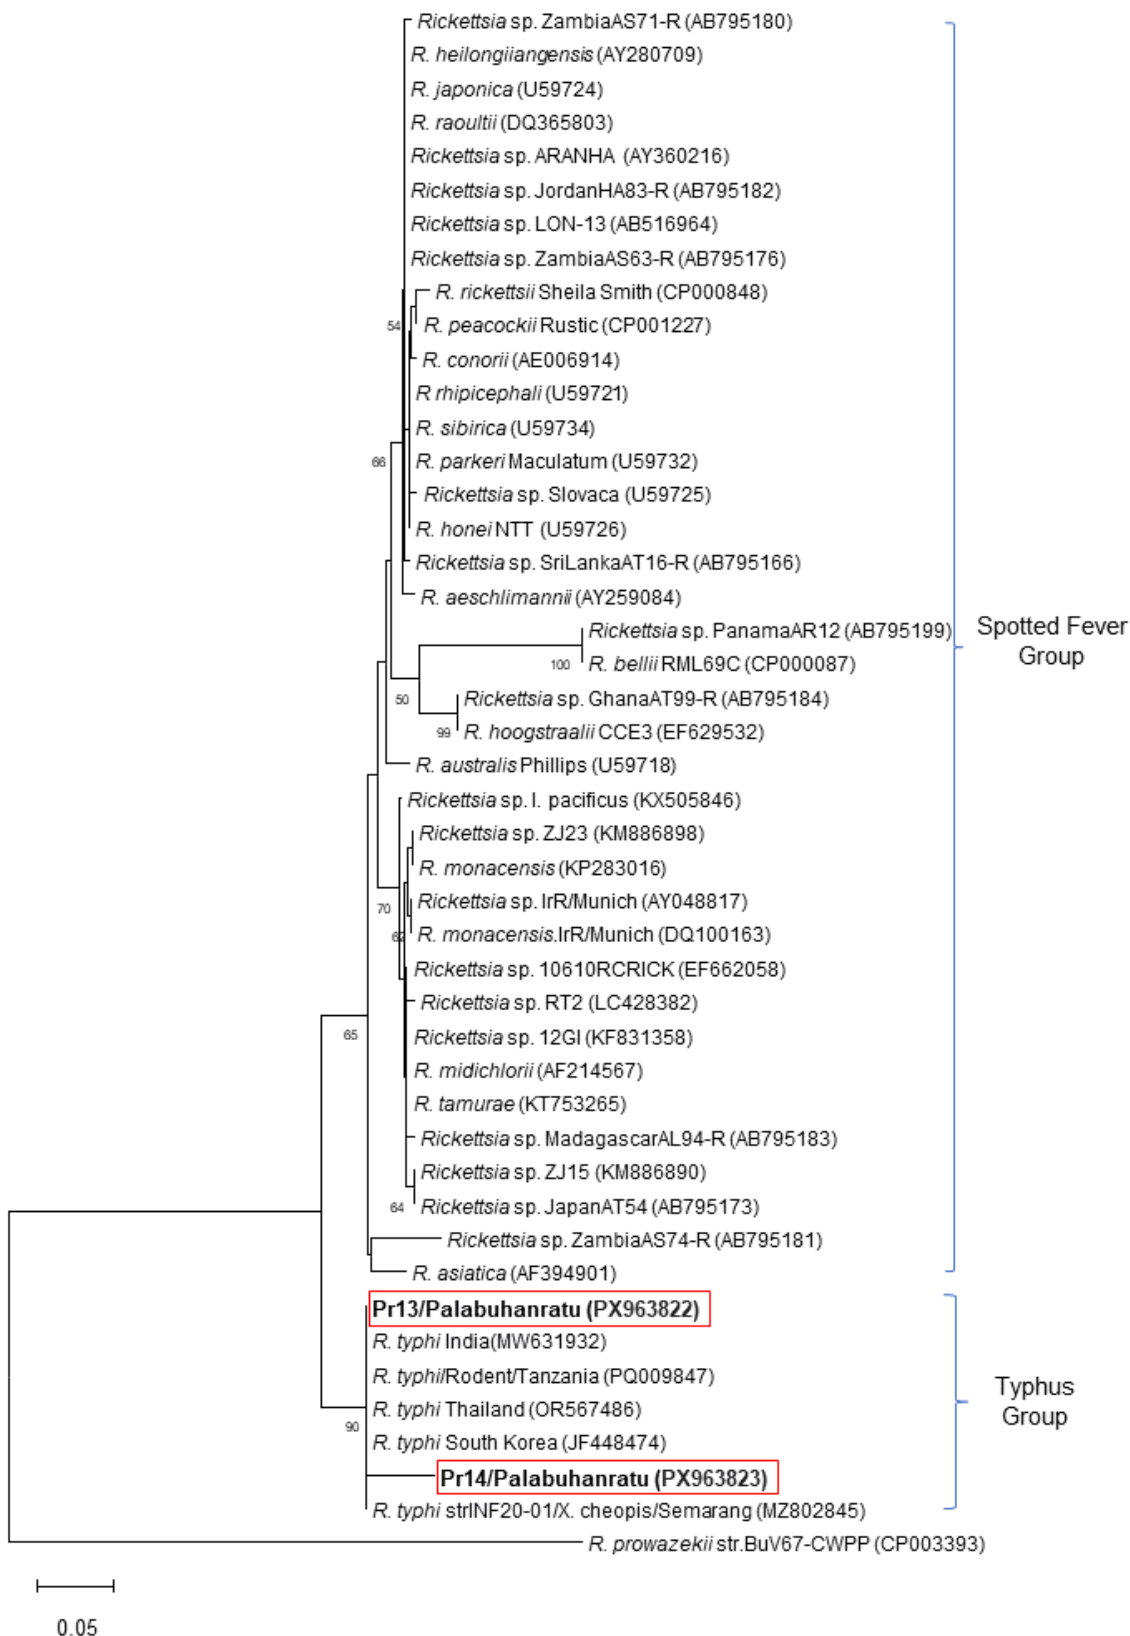 Rickettsia sp. ZambiaAS71-R (AB795180)
R. heilongiiangensis (AY280709)
R. japonica (U59724)
R. raoultii (DQ365803)
Rickettsia sp. ARANHA (AY360216)
Rickettsia sp. JordanHA83-R (AB795182)
Rickettsia sp. LON-13 (AB516964)
Rickettsia sp. ZambiaAS63-R (AB795176)
R. rickettsii Sheila Smith (CP000848)
54
R. peacockii Rustic (CP001227)
R. conorii (AE006914)
R rhipicephali (U59721)
R. sibirica (U59734)
66
R. parkeri Maculatum (U59732)
Rickettsia sp. Slovaca (U59725)
R. honei NTT (U59726)
Rickettsia sp. SriLankaAT16-R (AB795166)
R. aeschlimannii (AY259084)
Rickettsia sp. PanamaAR12 (AB795199)
Spotted Fever
Group
100
R. bellii RML69C (CP000087)
50
Rickettsia sp. GhanaAT99-R (AB795184)
99
R. hoogstraalii CCE3 (EF629532)
R. australis Phillips (U59718)
Rickettsia sp. I. pacificus (KX505846)
Rickettsia sp. ZJ23 (KM886898)
R. monacensis (KP283016)
70
Rickettsia sp. IrR/Munich (AY048817)
62
R. monacensis.IrR/Munich (DQ100163)
Rickettsia sp. 10610RCRICK (EF662058)
Rickettsia sp. RT2 (LC428382)
65
Rickettsia sp. 12GI (KF831358)
R. midichlorii (AF214567)
R. tamurae (KT753265)
Rickettsia sp. MadagascarAL94-R (AB795183)
Rickettsia sp. ZJ15 (KM886890)
64
Rickettsia sp. JapanAT54 (AB795173)
Rickettsia sp. ZambiaAS74-R (AB795181)
R. asiatica (AF394901)
Pr13/Palabuhanratu (PX963822)
R. typhi India(MW631932)
R. typhi/Rodent/Tanzania (PQ009847)
Typhus
Group
R. typhi Thailand (OR567486)
90
R. typhi South Korea (JF448474)
Pr14/Palabuhanratu (PX963823)
R. typhi strINF20-01/X. cheopis/Semarang (MZ802845)
R. prowazekii str.BuV67-CWPP (CP003393)
0.05